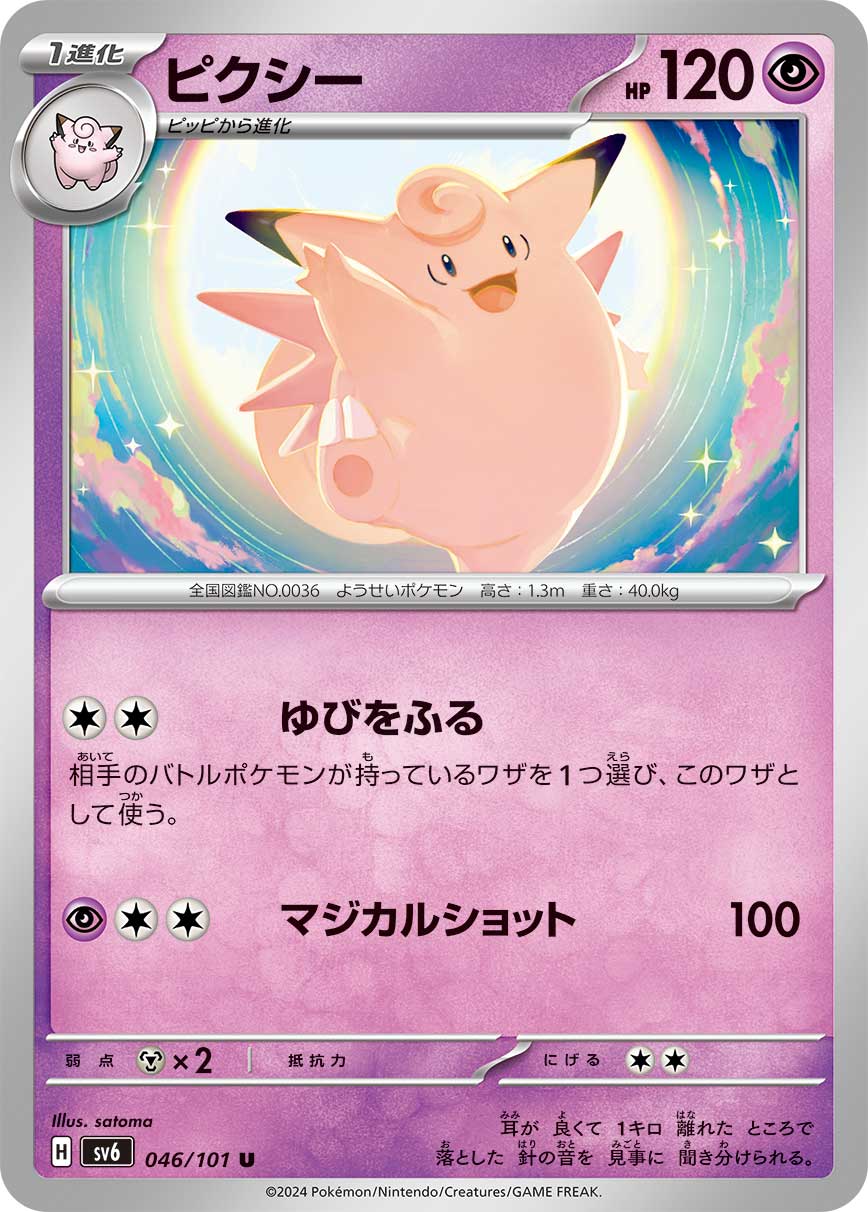 1進化
ピクシー
HP 120
ピッピから進化
全国図鑑NO.0036 ようせいポケモン 高さ:1.3m 重さ:40.0kg
ゆびをふる
相手のバトルポケモンが持っているワザを1つ選び、このワザと
して使う。
マジカルショット 100
弱点 ×2 抵抗力 にげる
Illus. satoma
耳が 良くて 1キロ 離れた ところで
落とした 針の音を 見事に 聞き分けられる。
H sv6 046/101 U
©2024 Pokémon/Nintendo/Creatures/GAME FREAK.